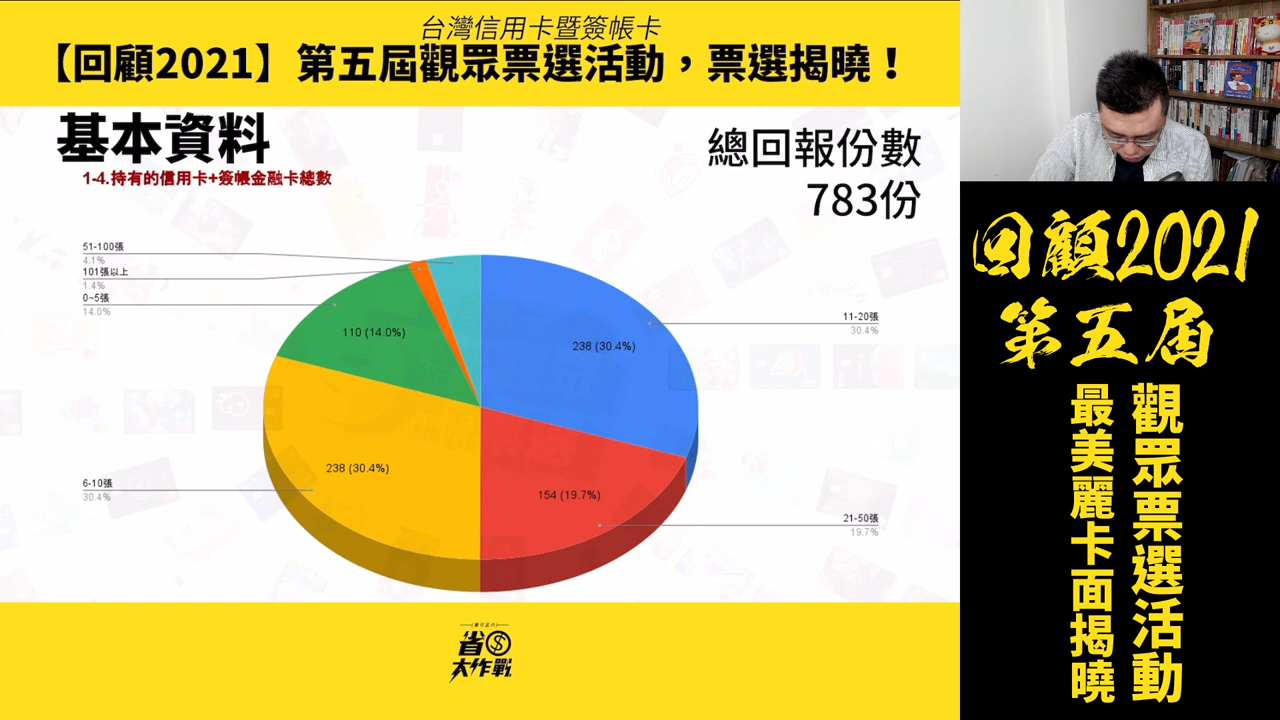 台灣信用卡暨簽帳卡
【回顧2021】第五屆觀眾票選活動，票選揭曉！
基本資料
1-4.持有的信用卡+簽帳金融卡總數
總回報份數
783份
51-100張
4.1%
101張以上
1.4%
0~5張
14.0%
6-10張
30.4%
11-20張
30.4%
21-50張
19.7%
110 (14.0%)
238 (30.4%)
238 (30.4%)
154 (19.7%)
省
大作戰
回顧2021
第五屆
觀眾票選活動
最美麗卡面揭曉